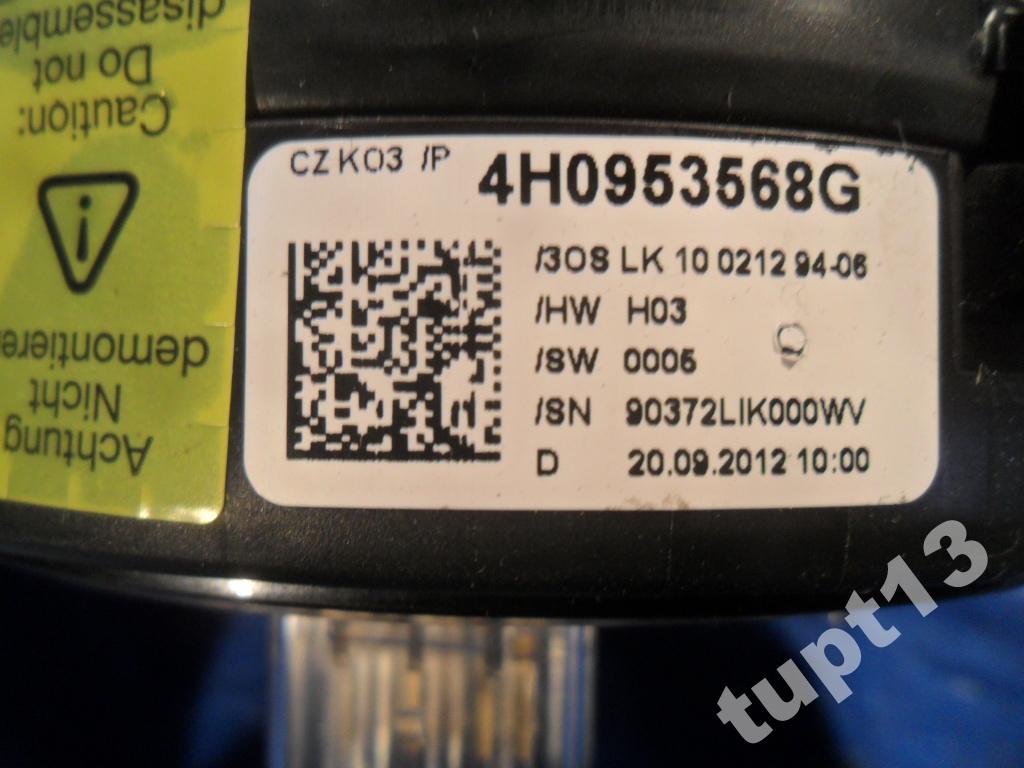 CZ K03 /P 4H0953568G
/3OS LK 10 0212 94-06
/HW H03
/SW 0005
/SN 90372LIK000WV
D 20.09.2012 10:00
Achtung
Nicht
demontieren
Caution:
Do not
disassemble
tupt13